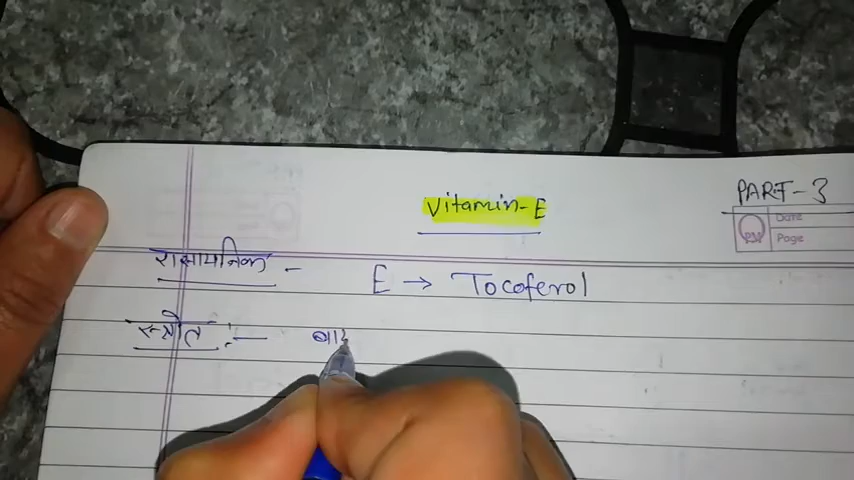 PART-3
Vitamin-E
Date
Page
रासायनिक - E → Tocoferol
स्त्रोत :-